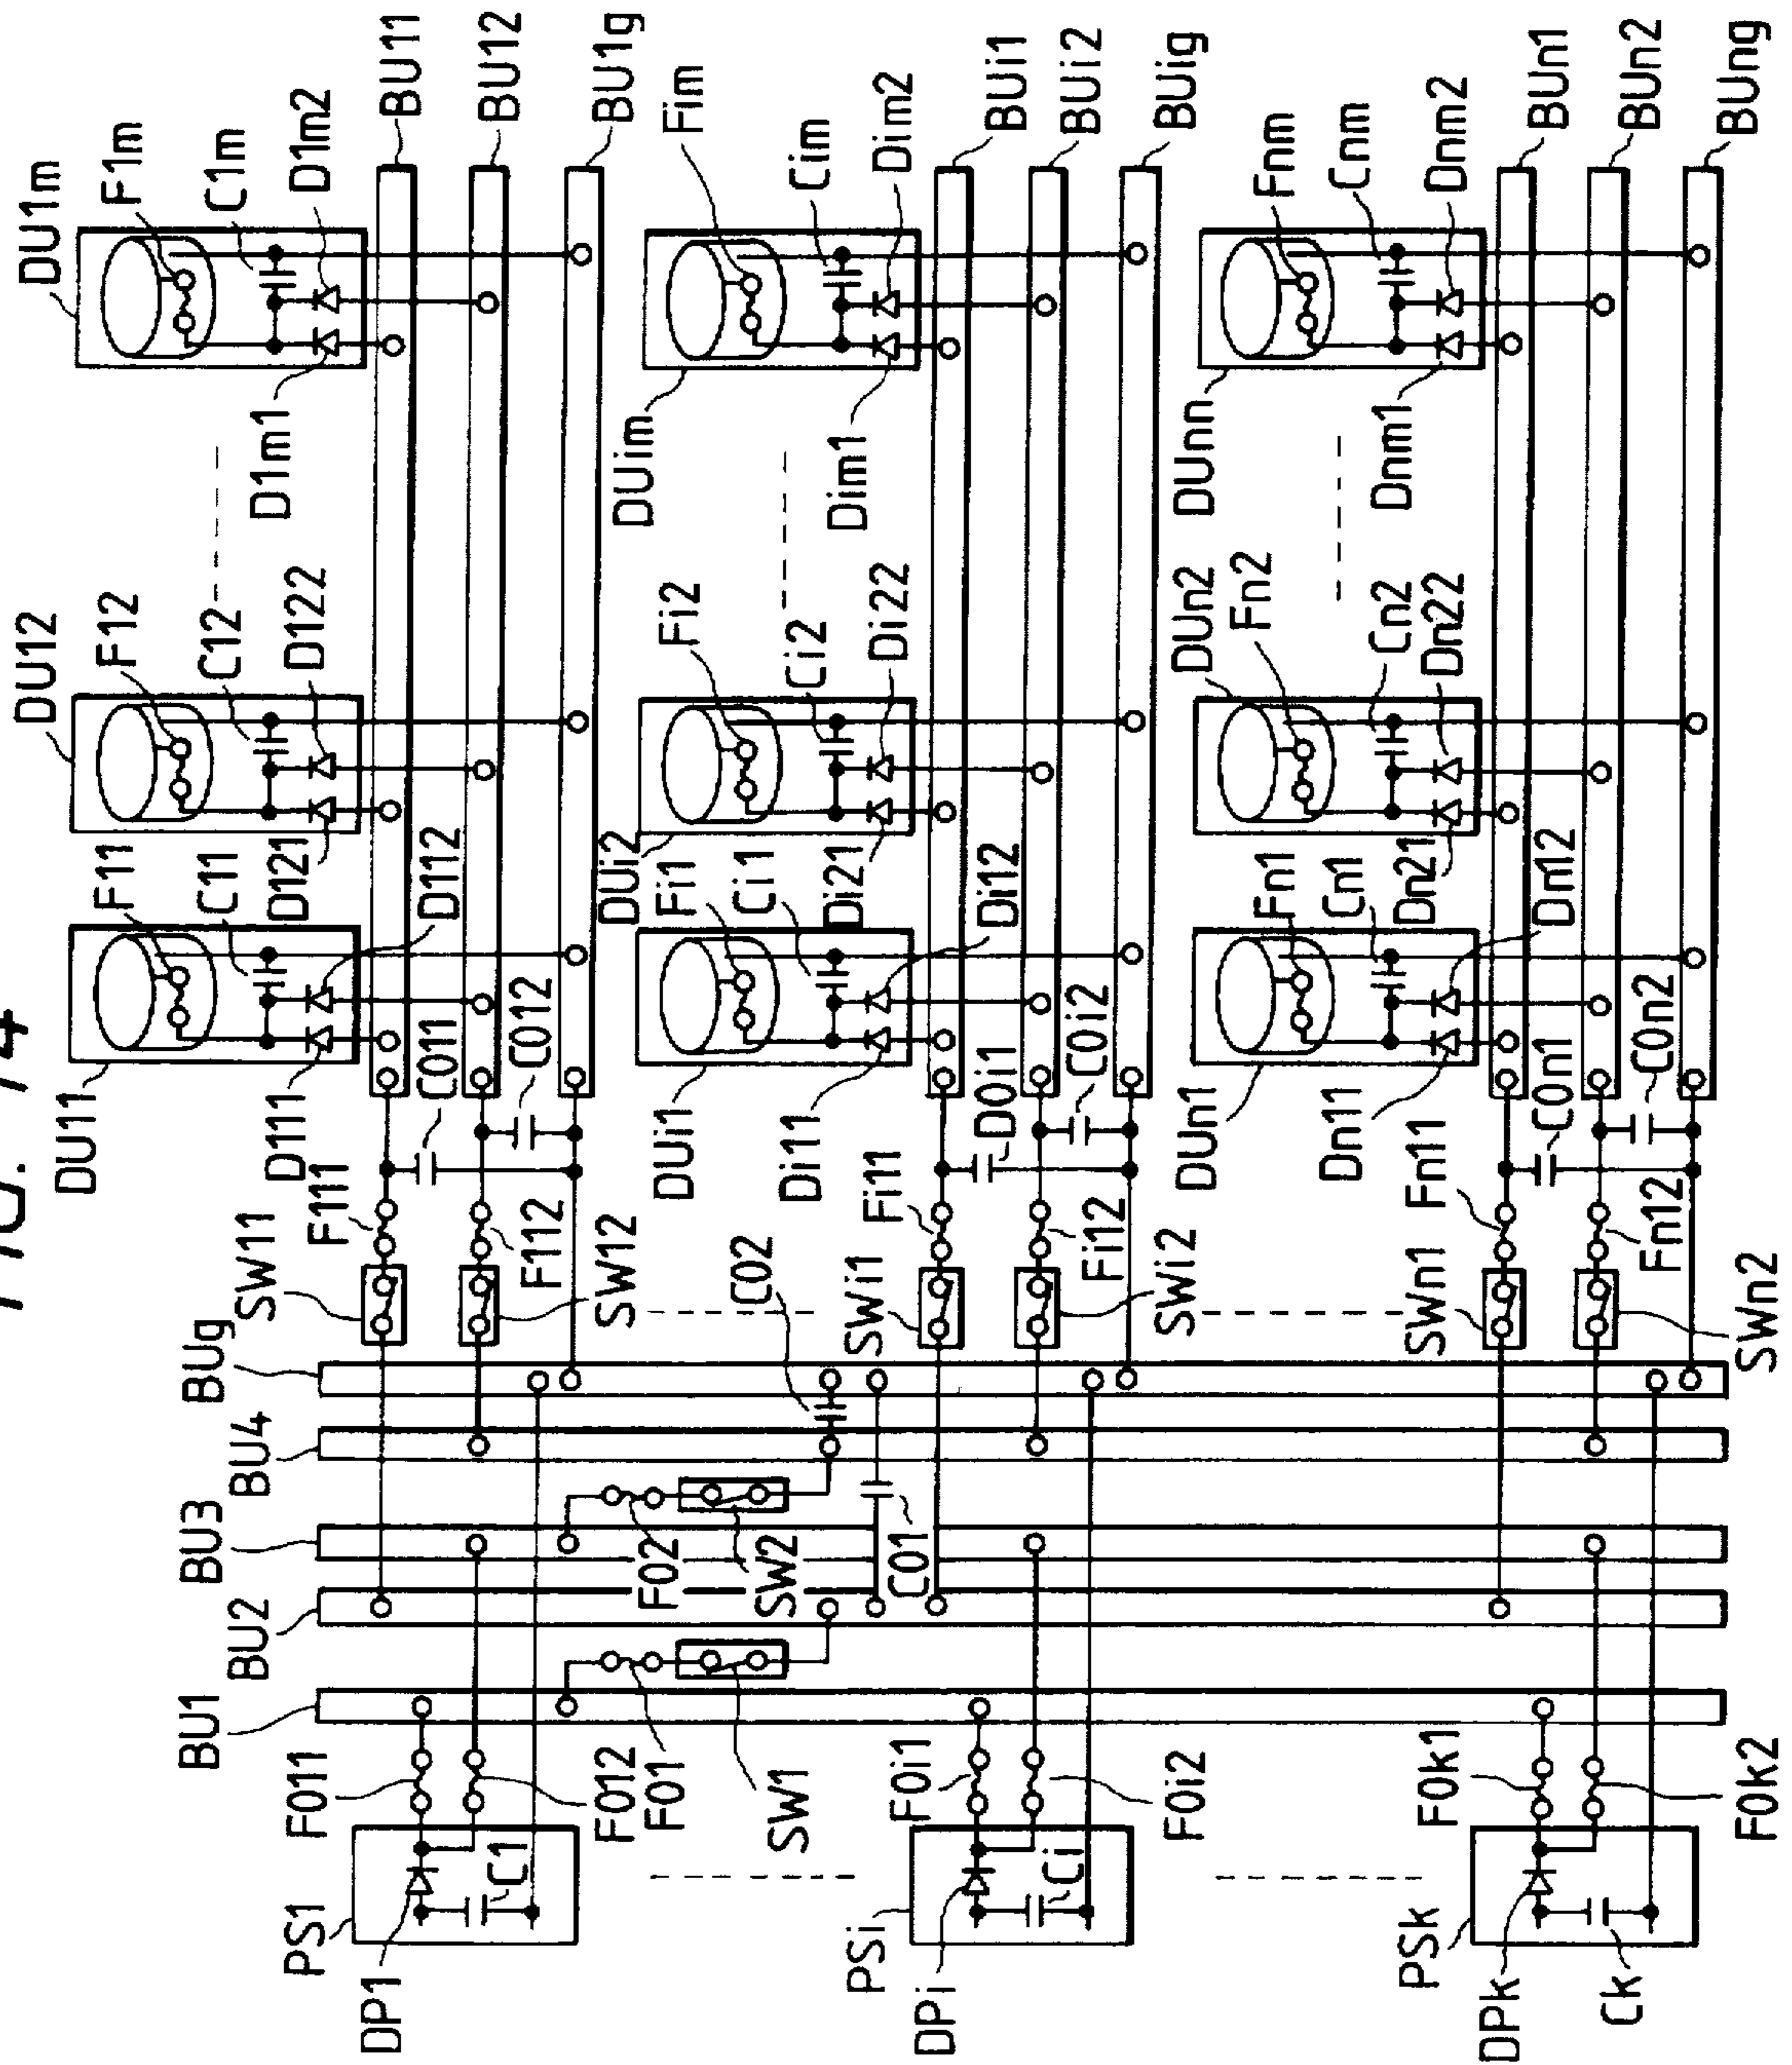 FIG. 14
DU11
DU12
DU1m
F11
F12
F1m
C11
C12
C1m
D111
D112
D121
D122
D1m1
D1m2
BU11
BU12
BU1g
SW11
F111
C011
F112
SW12
C012
DUi1
DUi2
DUim
Fi1
Fi2
Fim
Ci1
Ci2
Cim
Di11
Di12
Di21
Di22
Dim1
Dim2
BUi1
BUi2
BUig
SWi1
Fi11
D0i1
Fi12
SWi2
C0i2
DUn1
DUn2
DUnn
Fn1
Fn2
Fnm
Cn1
Cn2
Cnm
Dn11
Dn12
Dn21
Dn22
Dnm1
Dnm2
BUn1
BUn2
BUng
SWn1
Fn11
C0n1
Fn12
SWn2
C0n2
BU1
BU2
BU3
BU4
BUg
C02
C01
F02
SW2
F01
SW1
PS1
DP1
C1
F011
F012
PSi
DPi
Ci
F0i1
F0i2
PSk
DPk
Ck
F0k1
F0k2